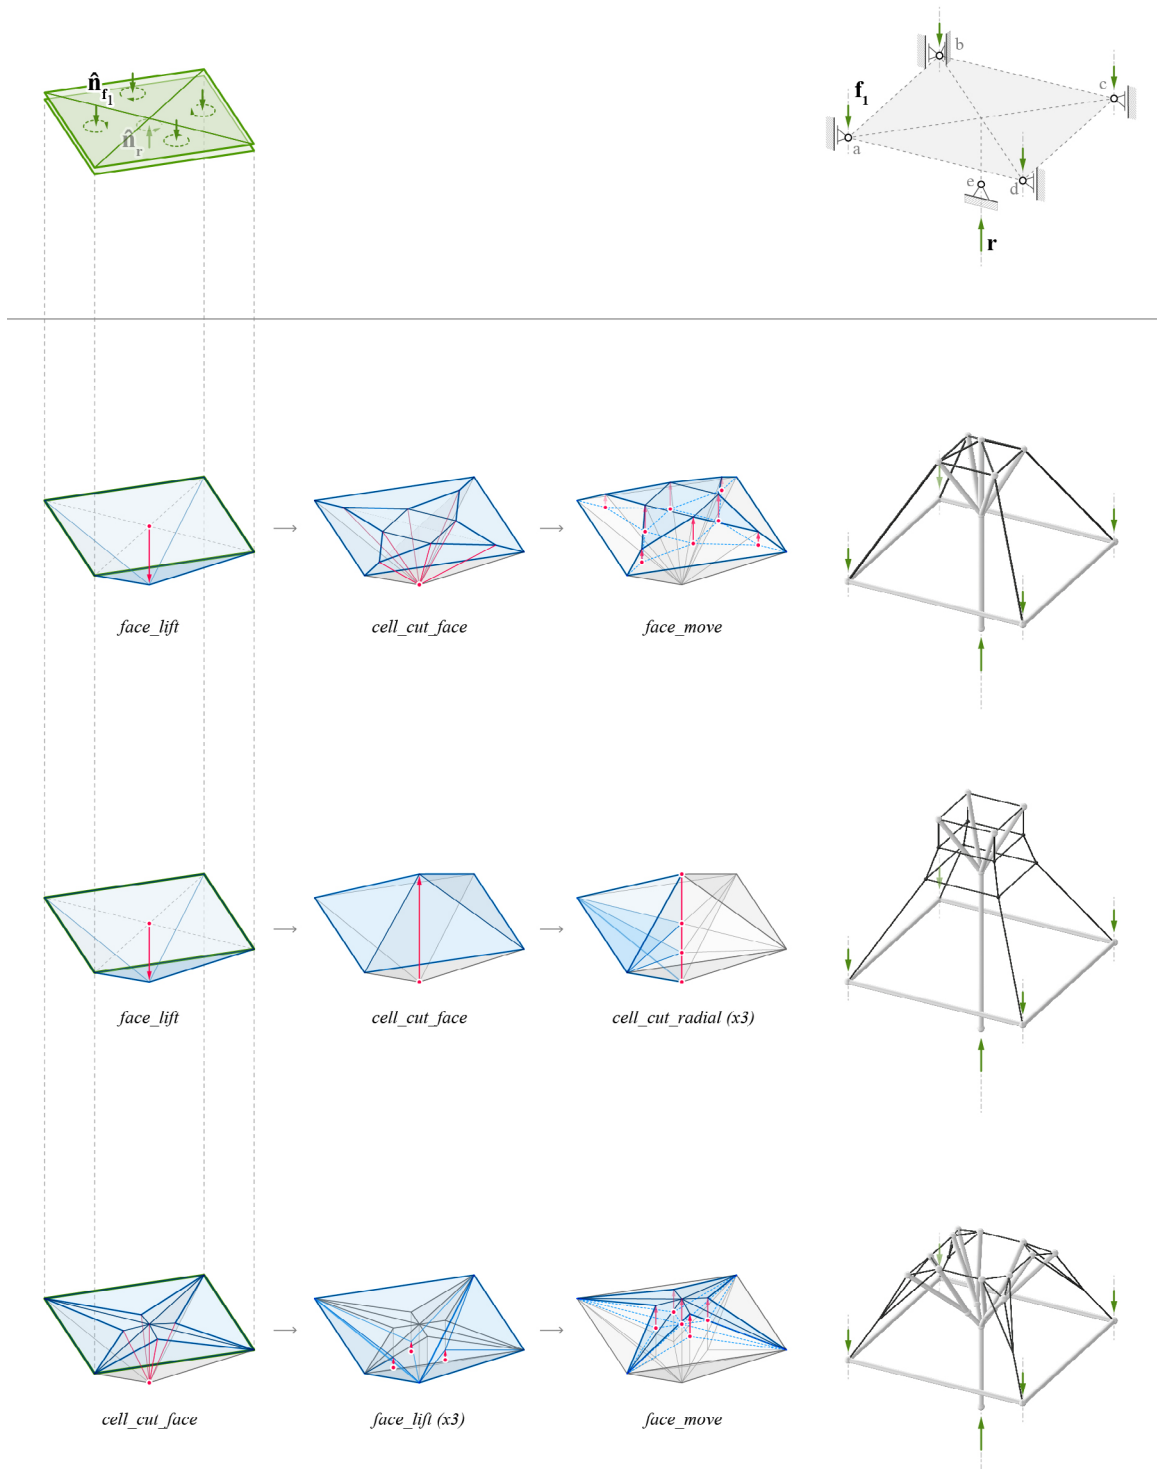 n̂f1
n̂r
b
c
f1
a
e
d
r
face_lift
cell_cut_face
face_move
face_lift
cell_cut_face
cell_cut_radial (x3)
cell_cut_face
face_lift (x3)
face_move